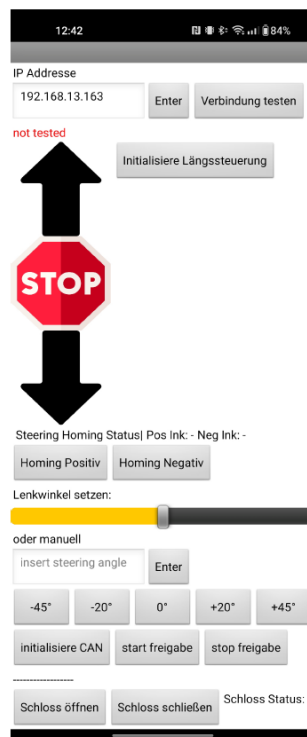 12:42 84%
IP Addresse
192.168.13.163 Enter Verbindung testen
not tested
Initialisiere Längssteuerung
STOP
Steering Homing Status| Pos Ink: - Neg Ink: -
Homing Positiv Homing Negativ
Lenkwinkel setzen:
oder manuell
insert steering angle Enter
-45° -20° 0° +20° +45°
initialisiere CAN start freigabe stop freigabe
------------------
Schloss öffnen Schloss schließen Schloss Status: